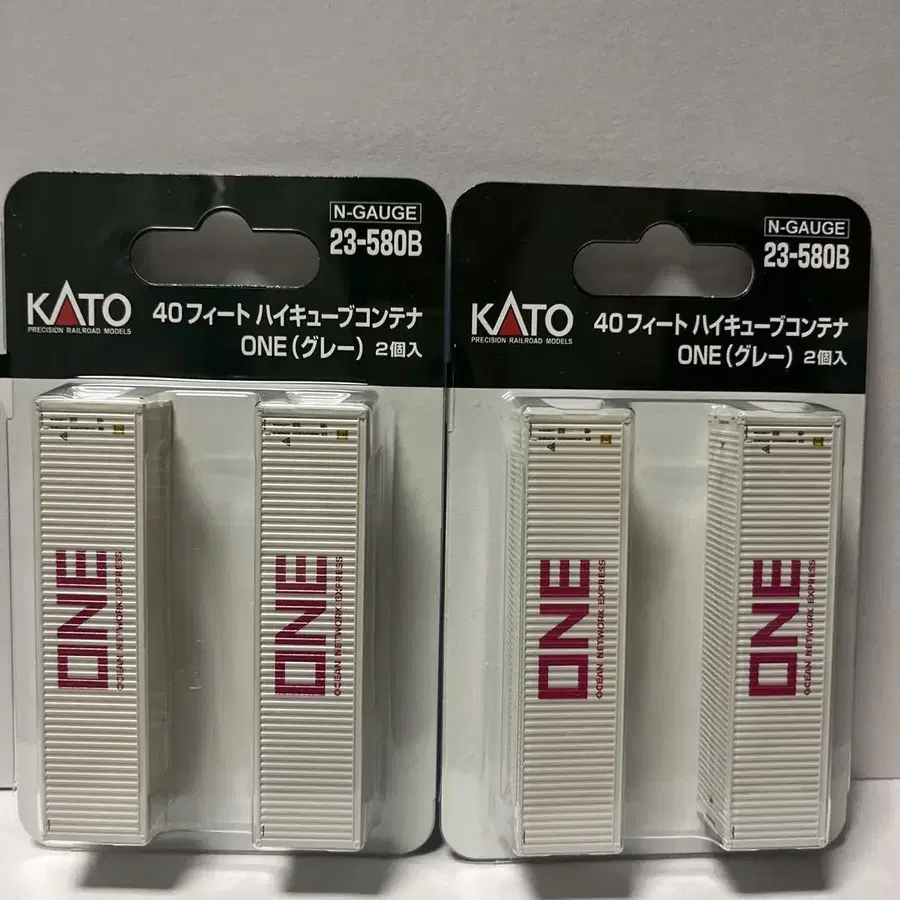 N-GAUGE
23-580B
KATO
PRECISION RAILROAD MODELS
40フィート ハイキューブコンテナ
ONE(グレー) 2個入
ONE
OCEAN NETWORK EXPRESS
ONE
OCEAN NETWORK EXPRESS
N-GAUGE
23-580B
KATO
PRECISION RAILROAD MODELS
40フィート ハイキューブコンテナ
ONE(グレー) 2個入
ONE
OCEAN NETWORK EXPRESS
ONE
OCEAN NETWORK EXPRESS